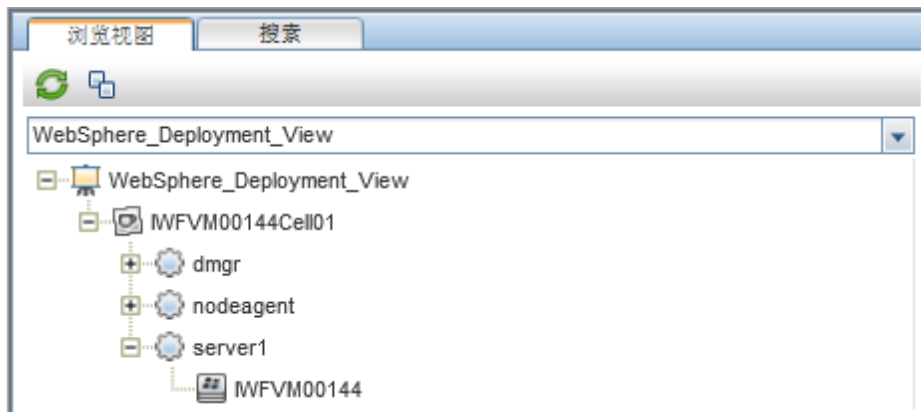 浏览视图 搜索
WebSphere_Deployment_View
WebSphere_Deployment_View
IWFVM00144Cell01
dmgr
nodeagent
server1
IWFVM00144